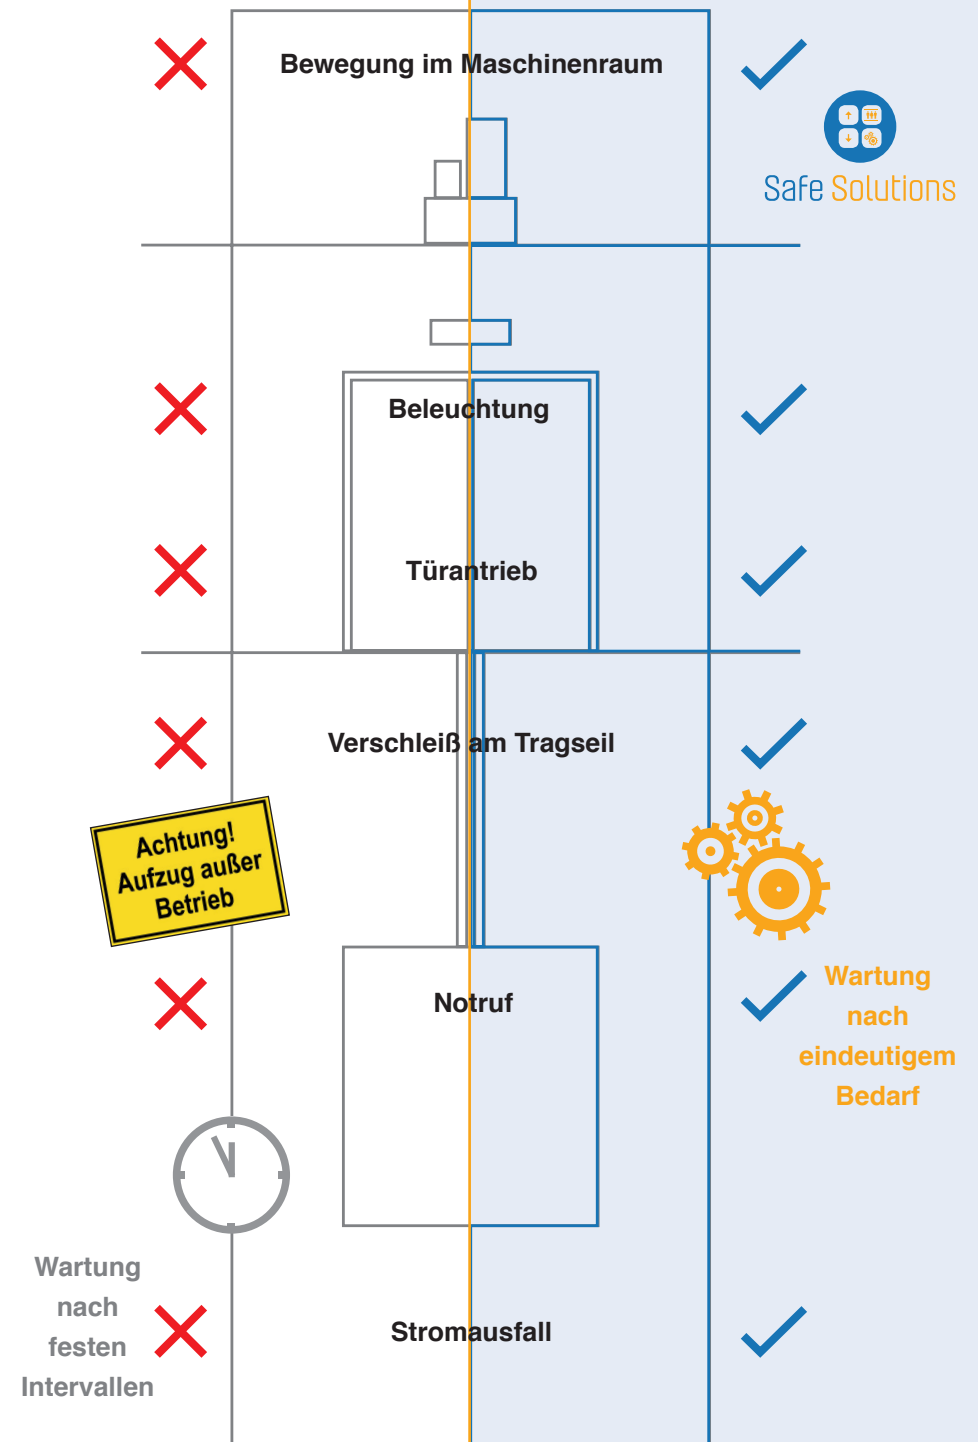 Bewegung im Maschinenraum
Safe Solutions
Beleuchtung
Türantrieb
Verschleiß am Tragseil
Achtung!
Aufzug außer
Betrieb
Notruf
Wartung
nach
eindeutigem
Bedarf
Wartung
nach
festen
Intervallen
Stromausfall